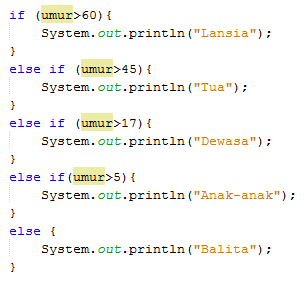 if (umur>60){
    System.out.println("Lansia");
}
else if (umur>45){
    System.out.println("Tua");
}
else if (umur>17){
    System.out.println("Dewasa");
}
else if(umur>5){
    System.out.println("Anak-anak");
}
else {
    System.out.println("Balita");
}